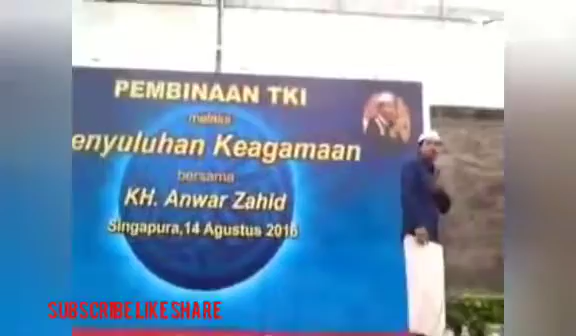 PEMBINAAN TKI
melalui
enyuluhan Keagamaan
bersama
KH. Anwar Zahid
Singapura, 14 Agustus 2016
SUBSCRIBE LIKE SHARE